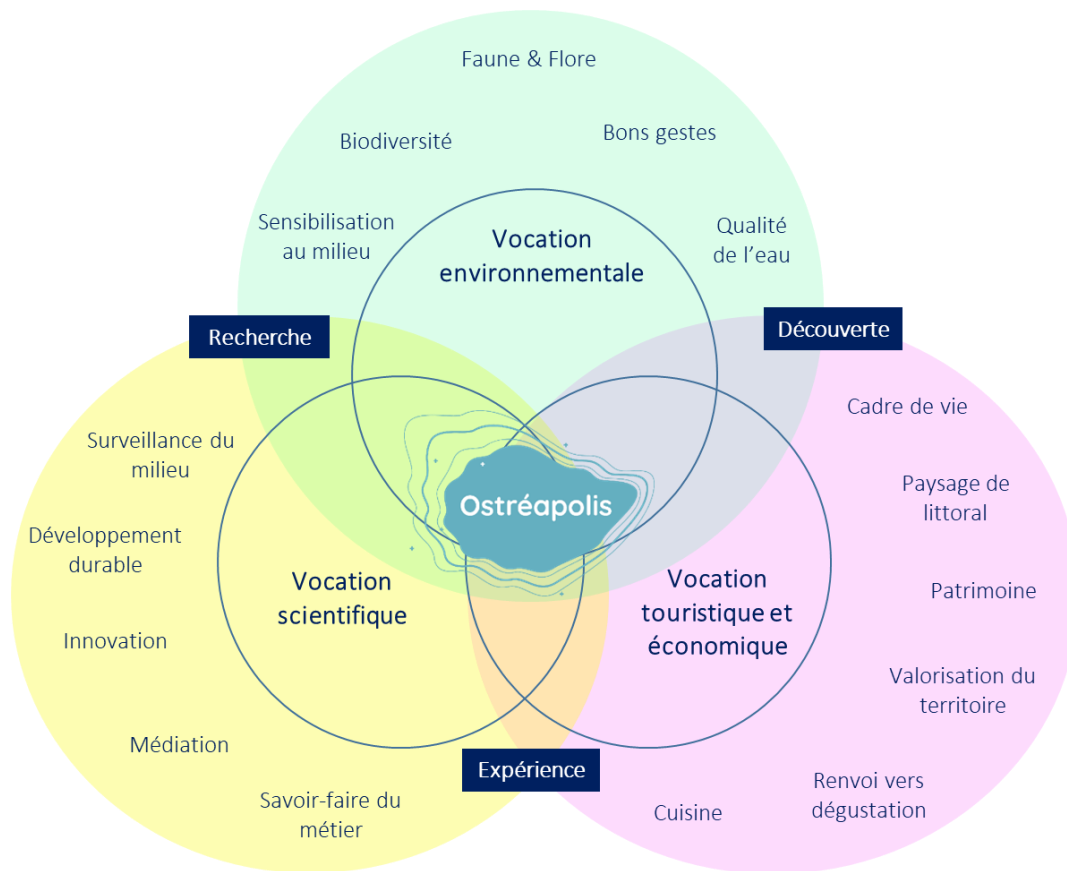 Faune & Flore
Biodiversité
Bons gestes
Sensibilisation
au milieu
Vocation
environnementale
Qualité
de l’eau
Recherche
Découverte
Surveillance du
milieu
Développement
durable
Innovation
Médiation
Savoir-faire du
métier
Vocation
scientifique
Ostréapolis
Vocation
touristique et
économique
Expérience
Cadre de vie
Paysage de
littoral
Patrimoine
Valorisation du
territoire
Renvoi vers
dégustation
Cuisine